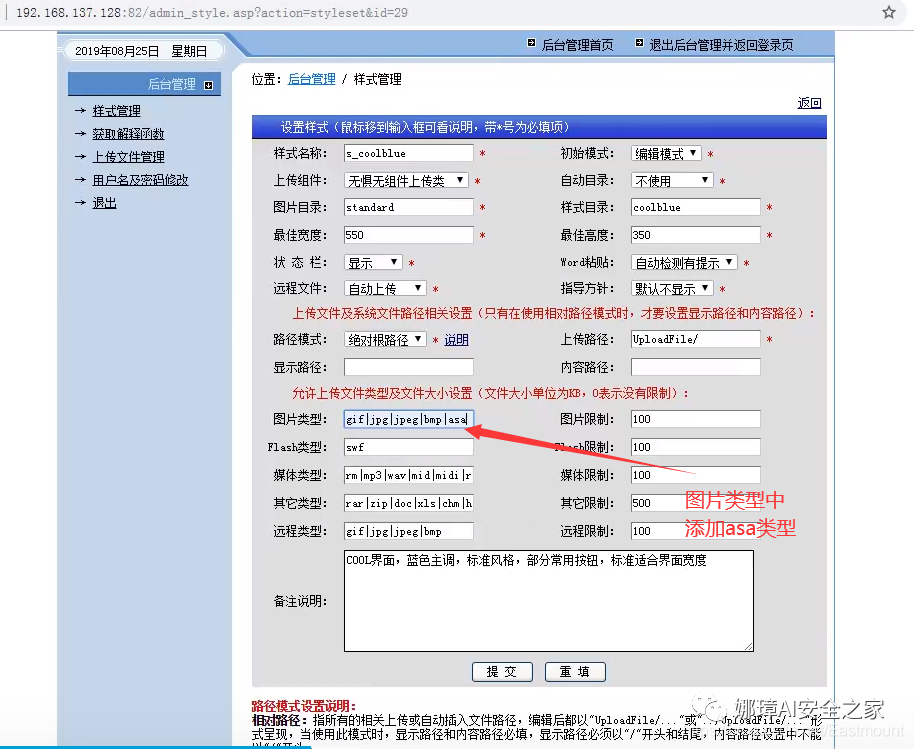 192.168.137.128:82/admin_style.asp?action=styleset&id=29
2019年08月25日 星期日
后台管理首页 退出后台管理并返回登录页
后台管理
→ 样式管理
→ 获取解释函数
→ 上传文件管理
→ 用户名及密码修改
→ 退出
位置：后台管理 / 样式管理
返回
设置样式（鼠标移到输入框可看说明，带*号为必填项）
样式名称： s_coolblue * 初始模式： 编辑模式 *
上传组件： 无惧无组件上传类 * 自动目录： 不使用 *
图片目录： standard * 样式目录： coolblue *
最佳宽度： 550 * 最佳高度： 350 *
状 态 栏： 显示 * Word粘贴： 自动检测有提示 *
远程文件： 自动上传 * 指导方针： 默认不显示 *
上传文件及系统文件路径相关设置（只有在使用相对路径模式时，才要设置显示路径和内容路径）：
路径模式： 绝对根路径 * 说明 上传路径： UploadFile/ *
显示路径： 内容路径：
允许上传文件类型及文件大小设置（文件大小单位为KB，0表示没有限制）：
图片类型： gif|jpg|jpeg|bmp|asa 图片限制： 100
Flash类型： swf Flash限制： 100
媒体类型： rm|mp3|wav|mid|midi|r 媒体限制： 100
其它类型： rar|zip|doc|xls|chm|h 其它限制： 500
远程类型： gif|jpg|jpeg|bmp 远程限制： 100
图片类型中
添加asa类型
备注说明： COOL界面，蓝色主调，标准风格，部分常用按钮，标准适合界面宽度
提 交 重 填
路径模式设置说明：
相对路径：指所有的相关上传或自动插入文件路径，编辑后都以"UploadFile/..."或"../UploadFile/..."形
式呈现，当使用此模式时，显示路径和内容路径必填，显示路径必须以"/"开头和结尾，内容路径设置中不能
以"/"开头
娜璋AI安全之家